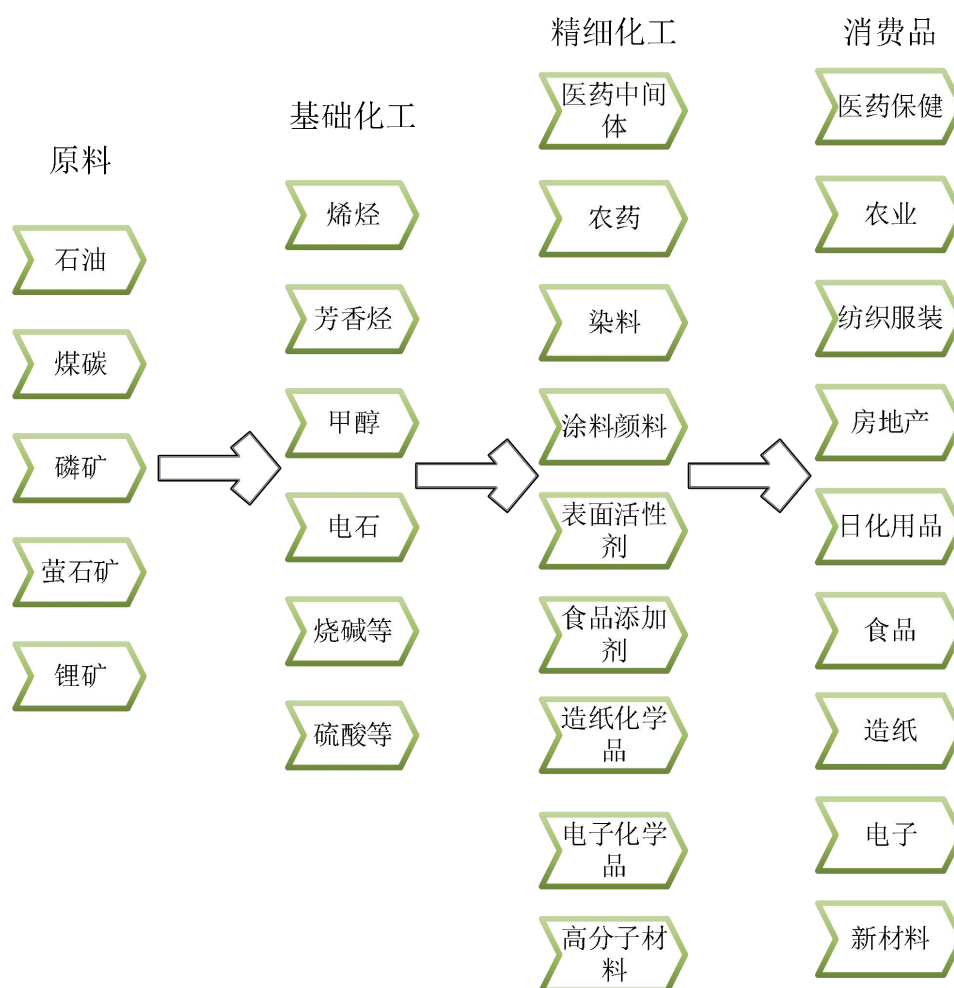 原料
石油
煤碳
磷矿
萤石矿
锂矿
基础化工
烯烃
芳香烃
甲醇
电石
烧碱等
硫酸等
精细化工
医药中间
体
农药
染料
涂料颜料
表面活性
剂
食品添加
剂
造纸化学
品
电子化学
品
高分子材
料
消费品
医药保健
农业
纺织服装
房地产
日化用品
食品
造纸
电子
新材料